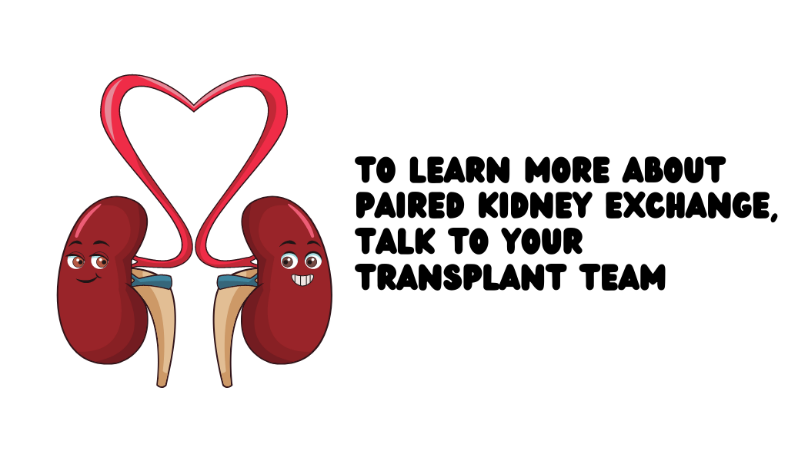 TO LEARN MORE ABOUT
PAIRED KIDNEY EXCHANGE,
TALK TO YOUR
TRANSPLANT TEAM